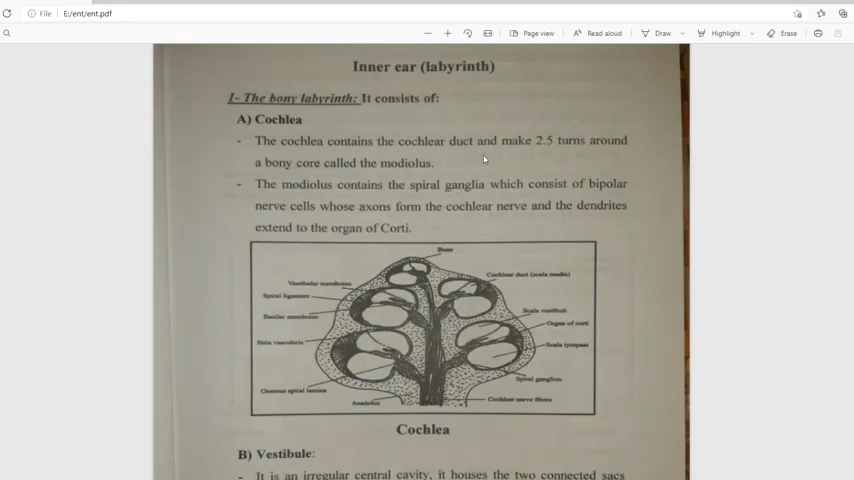 File E:/ent/ent.pdf
Page view Read aloud Draw Highlight Erase
Inner ear (labyrinth)
1- The bony labyrinth: It consists of:
A) Cochlea
- The cochlea contains the cochlear duct and make 2.5 turns around
a bony core called the modiolus.
- The modiolus contains the spiral ganglia which consist of bipolar
nerve cells whose axons form the cochlear nerve and the dendrites
extend to the organ of Corti.
Bone
Cochlear duct (scala media)
Vestibular membrane
Spiral ligament
Scala vestibuli
Basilar membrane
Organ of corti
Stria vascularis
Scala tympani
Spiral ganglion
Osseous spiral lamina
Cochlear nerve fibers
Cochlea
B) Vestibule:
- It is an irregular central cavity, it houses the two connected sacs